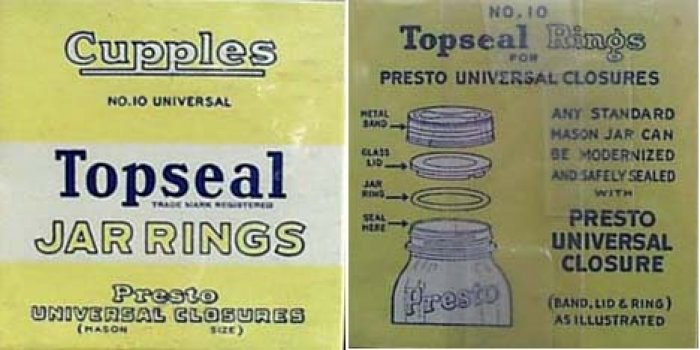 Cupples
NO.10 UNIVERSAL
Topseal
TRADE MARK REGISTERED
JAR RINGS
Presto
UNIVERSAL CLOSURES
(MASON SIZE)
NO.10
Topseal Rings
FOR
PRESTO UNIVERSAL CLOSURES
METAL
BAND
GLASS
LID
JAR
RING
SEAL
HERE
Presto
ANY STANDARD
MASON JAR CAN
BE MODERNIZED
AND SAFELY SEALED
WITH
PRESTO
UNIVERSAL
CLOSURE
(BAND, LID & RING)
AS ILLUSTRATED